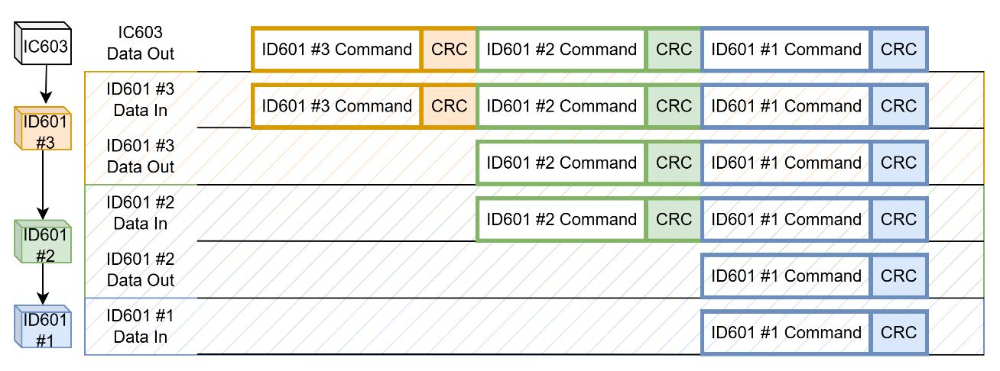 IC603
IC603
Data Out
ID601 #3 Command CRC ID601 #2 Command CRC ID601 #1 Command CRC
ID601
#3
ID601 #3
Data In
ID601 #3 Command CRC ID601 #2 Command CRC ID601 #1 Command CRC
ID601 #3
Data Out
ID601 #2 Command CRC ID601 #1 Command CRC
ID601
#2
ID601 #2
Data In
ID601 #2 Command CRC ID601 #1 Command CRC
ID601 #2
Data Out
ID601 #1 Command CRC
ID601
#1
ID601 #1
Data In
ID601 #1 Command CRC